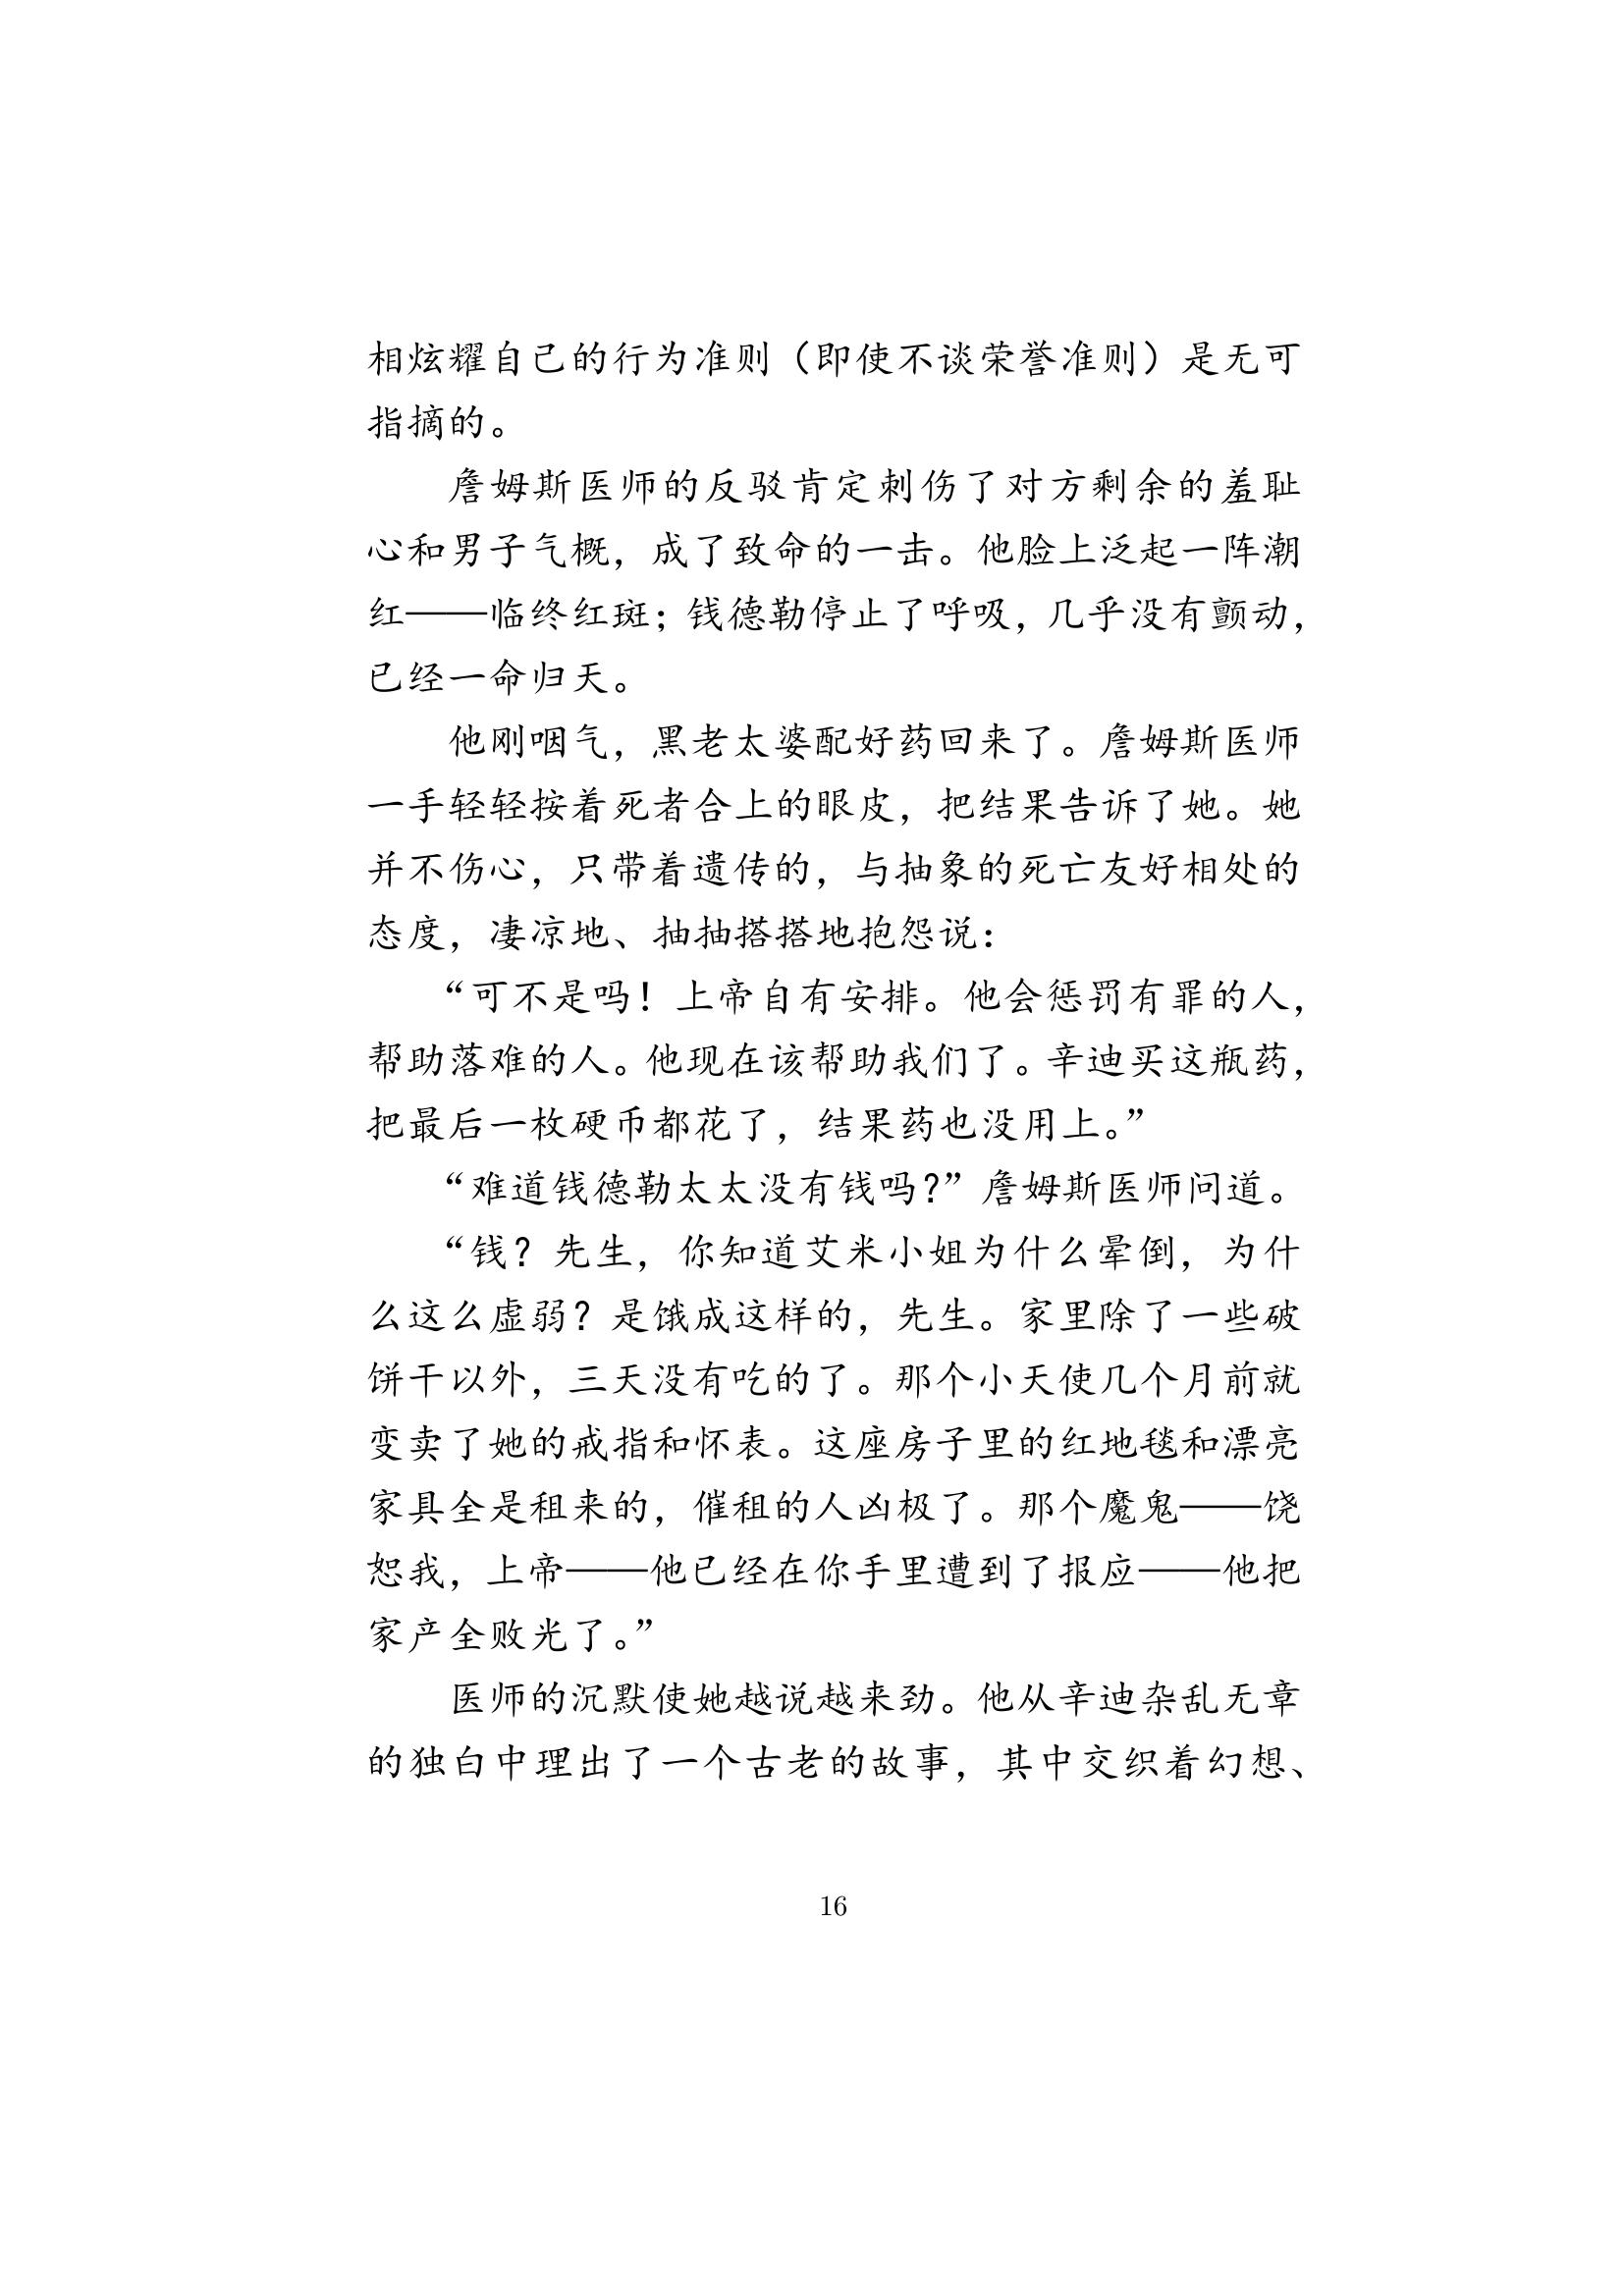 相炫耀自己的行为准则（即使不谈荣誉准则）是无可
指摘的。
詹姆斯医师的反驳肯定刺伤了对方剩余的羞耻
心和男子气概，成了致命的一击。他脸上泛起一阵潮
红——临终红斑；钱德勒停止了呼吸，几乎没有颤动，
已经一命归天。
他刚咽气，黑老太婆配好药回来了。詹姆斯医师
一手轻轻按着死者合上的眼皮，把结果告诉了她。她
并不伤心，只带着遗传的，与抽象的死亡友好相处的
态度，凄凉地、抽抽搭搭地抱怨说：
“可不是吗！上帝自有安排。他会惩罚有罪的人，
帮助落难的人。他现在该帮助我们了。辛迪买这瓶药，
把最后一枚硬币都花了，结果药也没用上。”
“难道钱德勒太太没有钱吗？”詹姆斯医师问道。
“钱？先生，你知道艾米小姐为什么晕倒，为什
么这么虚弱？是饿成这样的，先生。家里除了一些破
饼干以外，三天没有吃的了。那个小天使几个月前就
变卖了她的戒指和怀表。这座房子里的红地毯和漂亮
家具全是租来的，催租的人凶极了。那个魔鬼——饶
恕我，上帝——他已经在你手里遭到了报应——他把
家产全败光了。”
医师的沉默使她越说越来劲。他从辛迪杂乱无章
的独白中理出了一个古老的故事，其中交织着幻想、
16